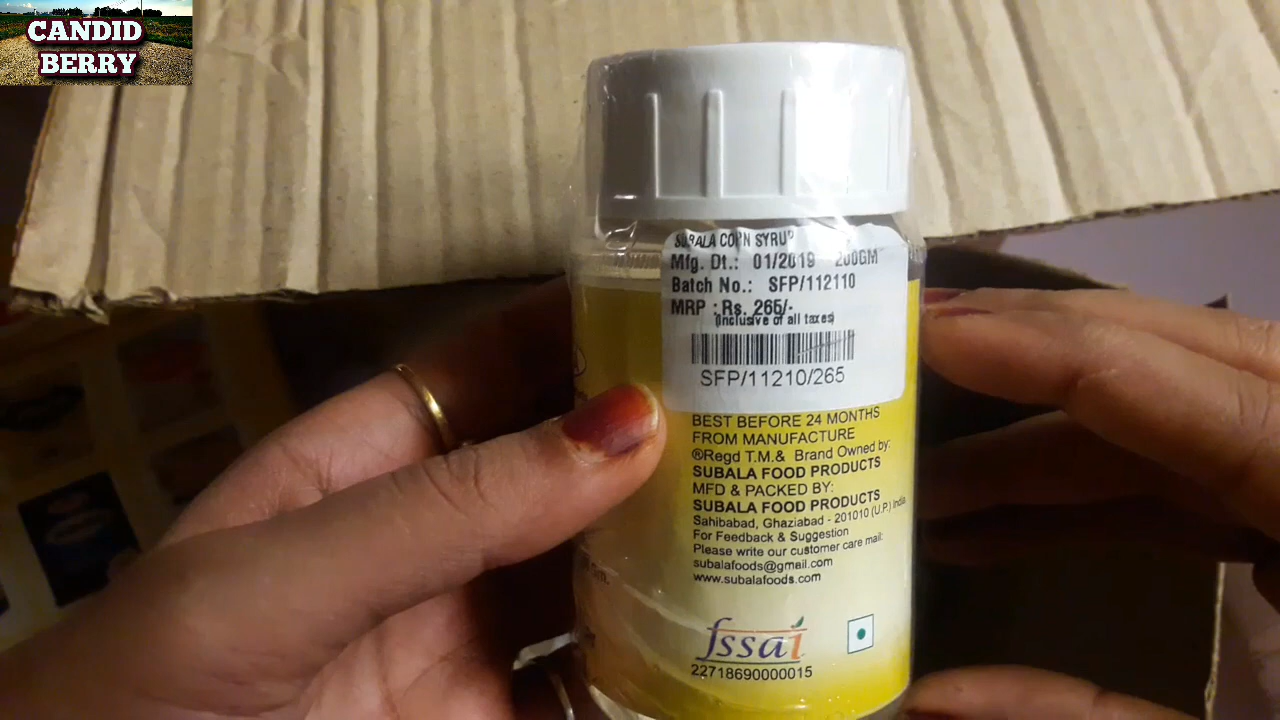 CANDID
BERRY
SUBALA CORN SYRUP
Mfg. Dt.: 01/2019 200GM
Batch No.: SFP/112110
MRP : Rs. 265/-
(Inclusive of all taxes)
SFP/11210/265
BEST BEFORE 24 MONTHS
FROM MANUFACTURE
®Regd T.M.& Brand Owned by:
SUBALA FOOD PRODUCTS
MFD & PACKED BY:
SUBALA FOOD PRODUCTS
Sahibabad, Ghaziabad - 201010 (U.P.) India
For Feedback & Suggestion
Please write our customer care mail:
subalafoods@gmail.com
www.subalafoods.com
fssai
22718690000015